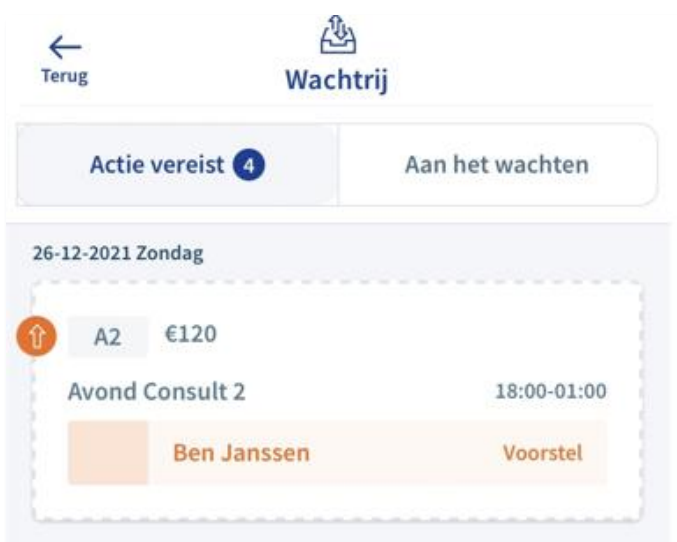 Terug
Wachtrij
Actie vereist 4
Aan het wachten
26-12-2021 Zondag
A2 €120
Avond Consult 2 18:00-01:00
Ben Janssen Voorstel